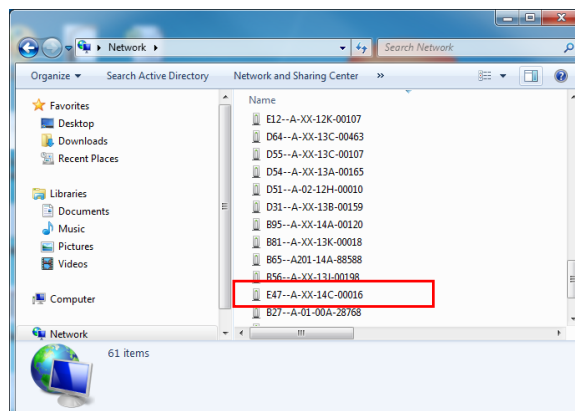 Network
Search Network
Organize
Search Active Directory
Network and Sharing Center
»
Favorites
Desktop
Downloads
Recent Places
Libraries
Documents
Music
Pictures
Videos
Computer
Network
Name
E12--A-XX-12K-00107
D64--A-XX-13C-00463
D55--A-XX-13C-00107
D54--A-XX-13A-00165
D51--A-02-12H-00010
D31--A-XX-13B-00159
B95--A-XX-14A-00120
B81--A-XX-13K-00018
B65--A201-14A-88588
B56--A-XX-13J-00198
E47--A-XX-14C-00016
B27--A-01-00A-28768
61 items